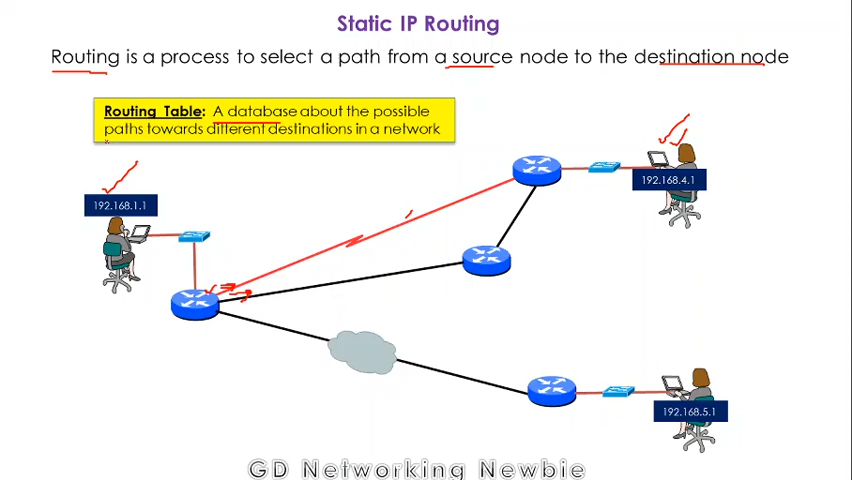 Static IP Routing
Routing is a process to select a path from a source node to the destination node
Routing Table: A database about the possible
paths towards different destinations in a network
192.168.4.1
192.168.1.1
192.168.5.1
GD Networking Newbie